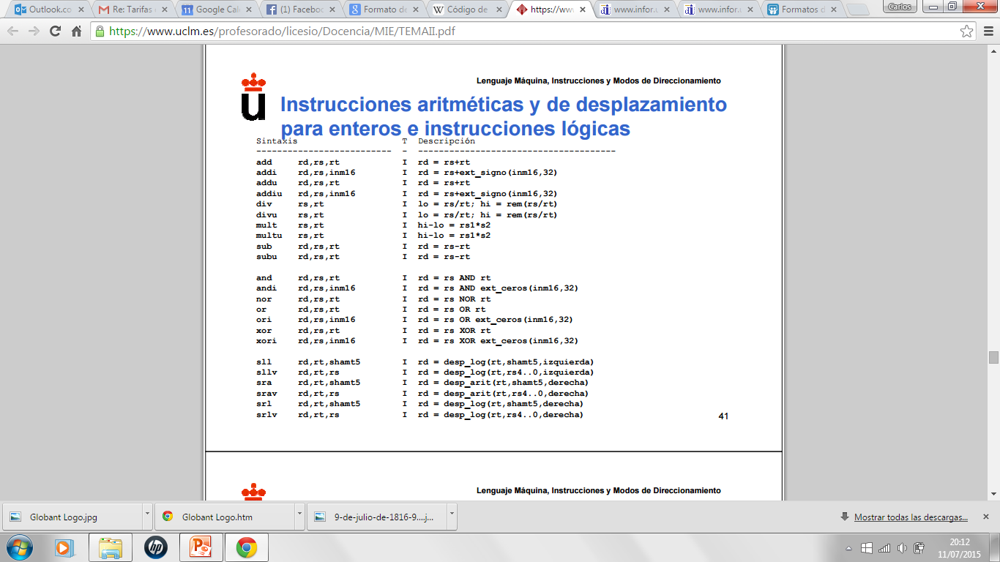 Outlook.co
Re: Tarifas
Google Cal
(1) Faceboo
Formato de
Código de
https://ww
www.infor.u
www.infor.u
Formatos d
Carlos
https://www.uclm.es/profesorado/licesio/Docencia/MIE/TEMAII.pdf
Lenguaje Máquina, Instrucciones y Modos de Direccionamiento
u
Instrucciones aritméticas y de desplazamiento
para enteros e instrucciones lógicas
Sintaxis T Descripción
-------------------------- - --------------------------------------
add rd,rs,rt I rd = rs+rt
addi rd,rs,inm16 I rd = rs+ext_signo(inm16,32)
addu rd,rs,rt I rd = rs+rt
addiu rd,rs,inm16 I rd = rs+ext_signo(inm16,32)
div rs,rt I lo = rs/rt; hi = rem(rs/rt)
divu rs,rt I lo = rs/rt; hi = rem(rs/rt)
mult rs,rt I hi-lo = rs1*s2
multu rs,rt I hi-lo = rs1*s2
sub rd,rs,rt I rd = rs-rt
subu rd,rs,rt I rd = rs-rt
and rd,rs,rt I rd = rs AND rt
andi rd,rs,inm16 I rd = rs AND ext_ceros(inm16,32)
nor rd,rs,rt I rd = rs NOR rt
or rd,rs,rt I rd = rs OR rt
ori rd,rs,inm16 I rd = rs OR ext_ceros(inm16,32)
xor rd,rs,rt I rd = rs XOR rt
xori rd,rs,inm16 I rd = rs XOR ext_ceros(inm16,32)
sll rd,rt,shamt5 I rd = desp_log(rt,shamt5,izquierda)
sllv rd,rt,rs I rd = desp_log(rt,rs4..0,izquierda)
sra rd,rt,shamt5 I rd = desp_arit(rt,shamt5,derecha)
srav rd,rt,rs I rd = desp_arit(rt,rs4..0,derecha)
srl rd,rt,shamt5 I rd = desp_log(rt,shamt5,derecha)
srlv rd,rt,rs I rd = desp_log(rt,rs4..0,derecha)
41
Lenguaje Máquina, Instrucciones y Modos de Direccionamiento
Globant Logo.jpg
Globant Logo.htm
9-de-julio-de-1816-9....j...
Mostrar todas las descargas...
hp
20:12
11/07/2015